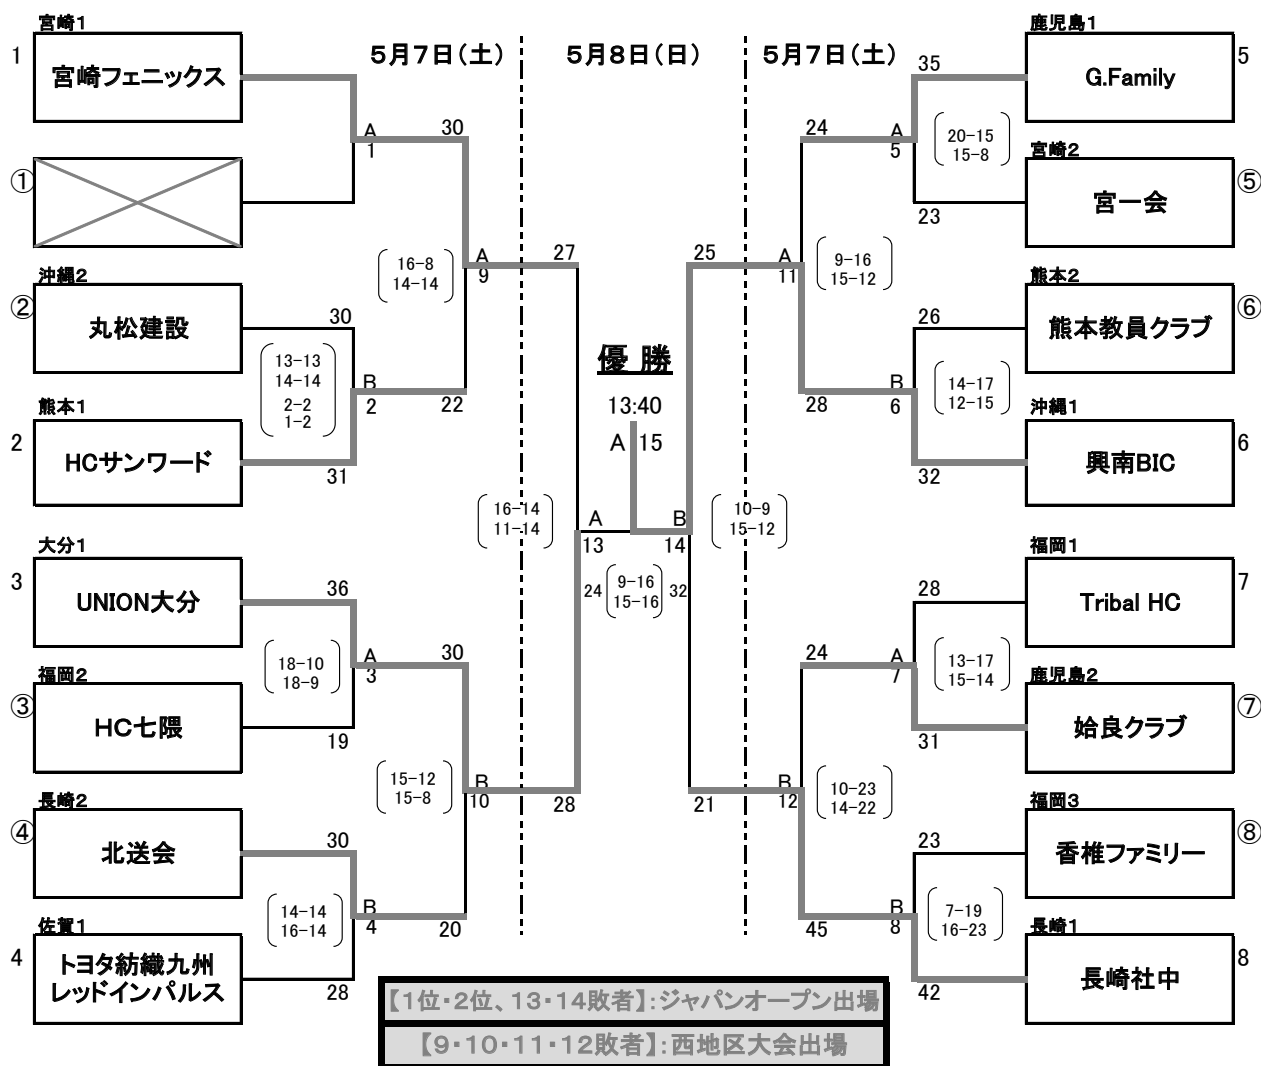 5月7日(土)
5月8日(日)
5月7日(土)
宮崎1
1
宮崎フェニックス
①
沖縄2
②
丸松建設
熊本1
2
HCサンワード
大分1
3
UNION大分
福岡2
③
HC七隈
長崎2
④
北送会
佐賀1
4
トヨタ紡織九州
レッドインパルス
A
1
30
30
13-13
14-14
2-2
1-2
B
2
31
22
16-8
14-14
A
9
27
36
18-10
18-9
A
3
19
30
30
14-14
16-14
B
4
28
20
15-12
15-8
B
10
28
16-14
11-14
A
13
24
9-16
15-16
32
優 勝
13:40
A 15
B
14
10-9
15-12
25
A
11
9-16
15-12
24
A
5
35
20-15
15-8
23
28
B
6
26
14-17
12-15
32
21
B
12
10-23
14-22
24
A
7
28
13-17
15-14
31
45
B
8
23
7-19
16-23
42
鹿児島1
G.Family
5
宮崎2
宮一会
⑤
熊本2
熊本教員クラブ
⑥
沖縄1
興南BIC
6
福岡1
Tribal HC
7
鹿児島2
姶良クラブ
⑦
福岡3
香椎ファミリー
⑧
長崎1
長崎社中
8
【1位・2位、13・14敗者】:ジャパンオープン出場
【9・10・11・12敗者】:西地区大会出場